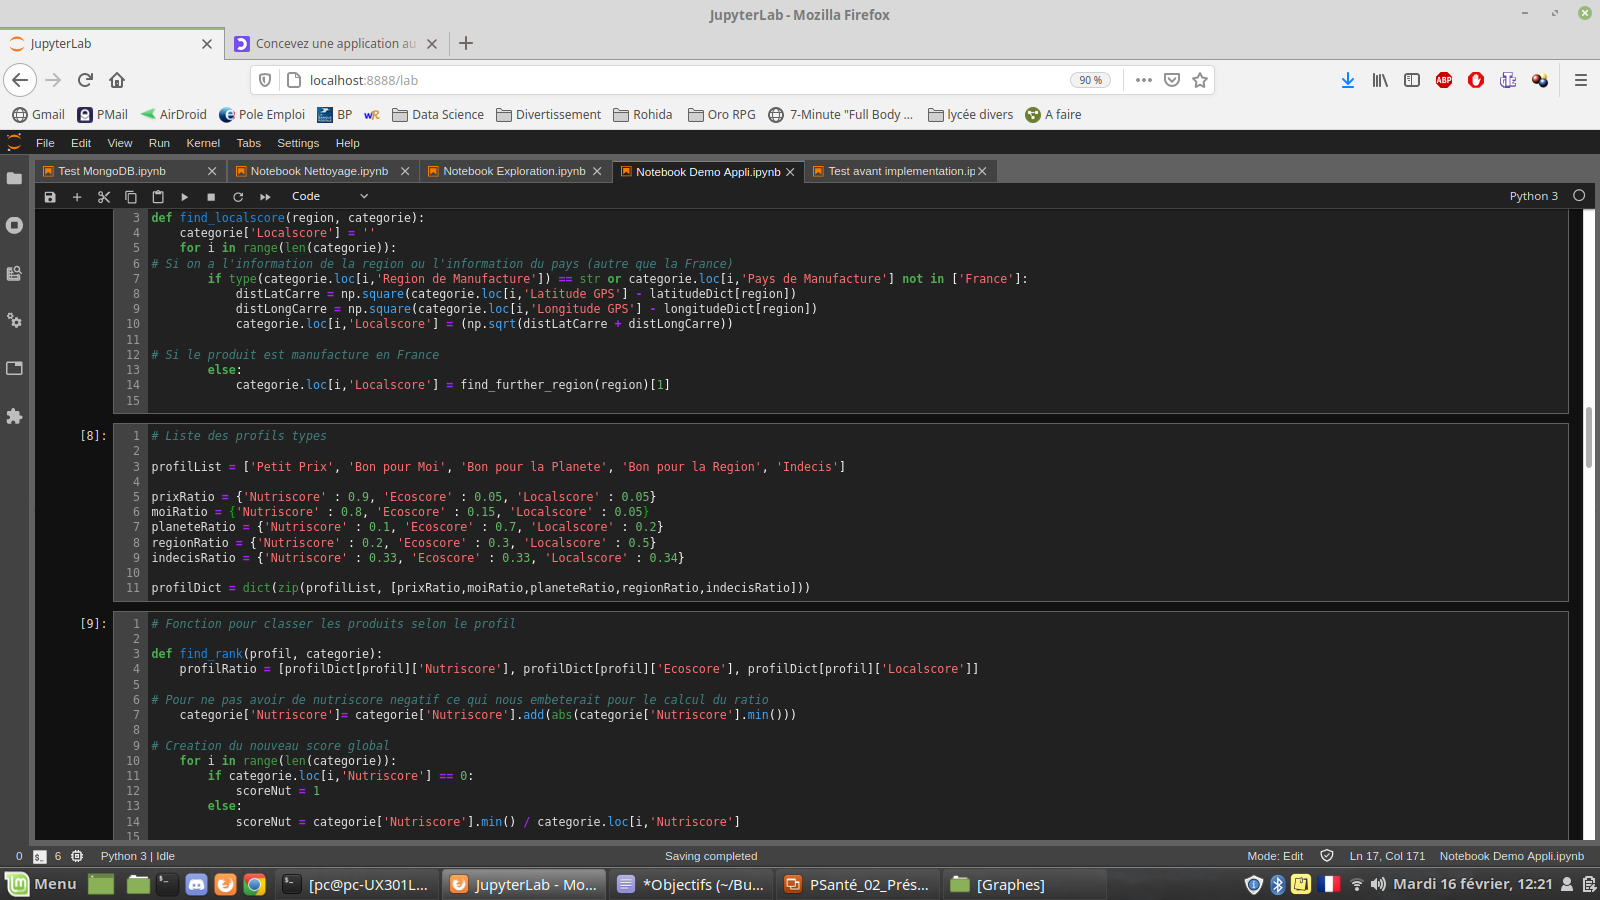 JupyterLab - Mozilla Firefox
JupyterLab
Concevez une application au
localhost:8888/lab
90 %
Gmail
PMail
AirDroid
Pole Emploi
BP
Data Science
Divertissement
Rohida
Oro RPG
7-Minute "Full Body ...
lycée divers
A faire
File Edit View Run Kernel Tabs Settings Help
Test MongoDB.ipynb
Notebook Nettoyage.ipynb
Notebook Exploration.ipynb
Notebook Demo Appli.ipynb
Test avant implementation.ip
Code
Python 3
3 def find_localscore(region, categorie):
4     categorie['Localscore'] = ''
5     for i in range(len(categorie)):
6 # Si on a l'information de la region ou l'information du pays (autre que la France)
7         if type(categorie.loc[i,'Region de Manufacture']) == str or categorie.loc[i,'Pays de Manufacture'] not in ['France']:
8             distLatCarre = np.square(categorie.loc[i,'Latitude GPS'] - latitudeDict[region])
9             distLongCarre = np.square(categorie.loc[i,'Longitude GPS'] - longitudeDict[region])
10             categorie.loc[i,'Localscore'] = (np.sqrt(distLatCarre + distLongCarre))
11
12 # Si le produit est manufacture en France
13         else:
14             categorie.loc[i,'Localscore'] = find_further_region(region)[1]
15
[8]:
1 # Liste des profils types
2
3 profilList = ['Petit Prix', 'Bon pour Moi', 'Bon pour la Planete', 'Bon pour la Region', 'Indecis']
4
5 prixRatio = {'Nutriscore' : 0.9, 'Ecoscore' : 0.05, 'Localscore' : 0.05}
6 moiRatio = {'Nutriscore' : 0.8, 'Ecoscore' : 0.15, 'Localscore' : 0.05}
7 planeteRatio = {'Nutriscore' : 0.1, 'Ecoscore' : 0.7, 'Localscore' : 0.2}
8 regionRatio = {'Nutriscore' : 0.2, 'Ecoscore' : 0.3, 'Localscore' : 0.5}
9 indecisRatio = {'Nutriscore' : 0.33, 'Ecoscore' : 0.33, 'Localscore' : 0.34}
10
11 profilDict = dict(zip(profilList, [prixRatio,moiRatio,planeteRatio,regionRatio,indecisRatio]))
[9]:
1 # Fonction pour classer les produits selon le profil
2
3 def find_rank(profil, categorie):
4     profilRatio = [profilDict[profil]['Nutriscore'], profilDict[profil]['Ecoscore'], profilDict[profil]['Localscore']]
5
6 # Pour ne pas avoir de nutriscore negatif ce qui nous embeterait pour le calcul du ratio
7     categorie['Nutriscore']= categorie['Nutriscore'].add(abs(categorie['Nutriscore'].min()))
8
9 # Creation du nouveau score global
10     for i in range(len(categorie)):
11         if categorie.loc[i,'Nutriscore'] == 0:
12             scoreNut = 1
13         else:
14             scoreNut = categorie['Nutriscore'].min() / categorie.loc[i,'Nutriscore']
15
0
6
Python 3 | Idle
Saving completed
Mode: Edit
Ln 17, Col 171
Notebook Demo Appli.ipynb
Menu
[pc@pc-UX301L...
JupyterLab - Mo...
*Objectifs (~/Bu...
PSanté_02_Prés...
[Graphes]
Mardi 16 février, 12:21